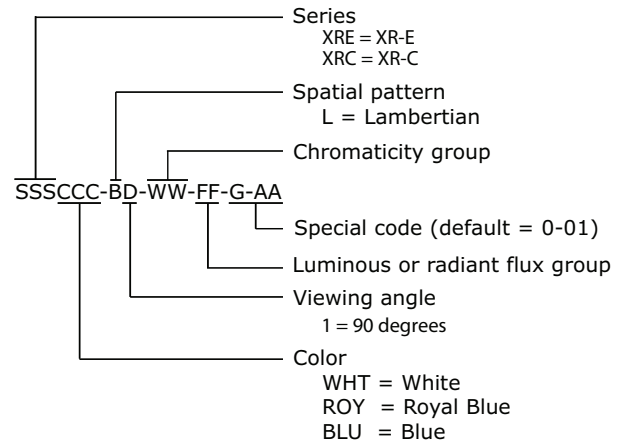 Series
XRE = XR-E
XRC = XR-C
Spatial pattern
L = Lambertian
Chromaticity group
SSSCCC-BD-WW-FF-G-AA
Special code (default = 0-01)
Luminous or radiant flux group
Viewing angle
1 = 90 degrees
Color
WHT = White
ROY = Royal Blue
BLU = Blue